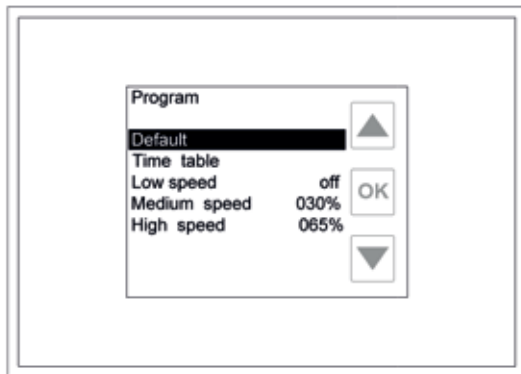 Program
Default
Time table
Low speed off
Medium speed 030%
High speed 065%
OK